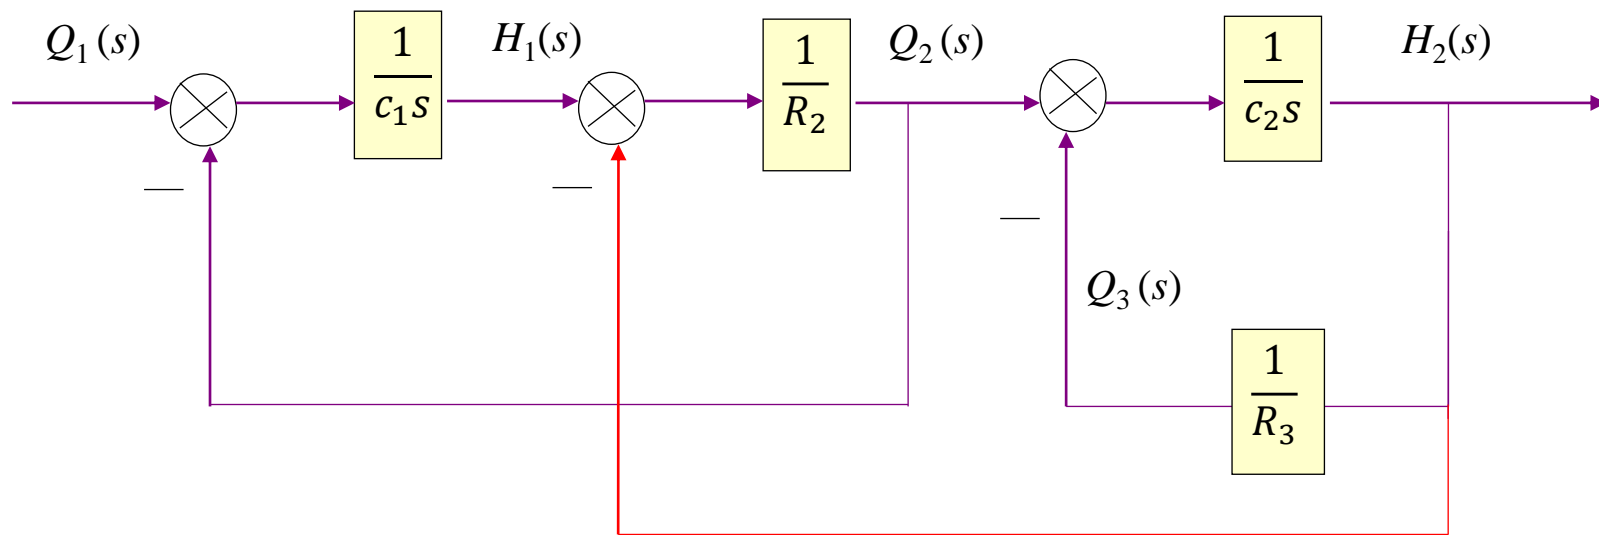 Q₁(s)
1
c₁s
H₁(s)
1
R₂
Q₂(s)
1
c₂s
H₂(s)
—
—
—
Q₃(s)
1
R₃